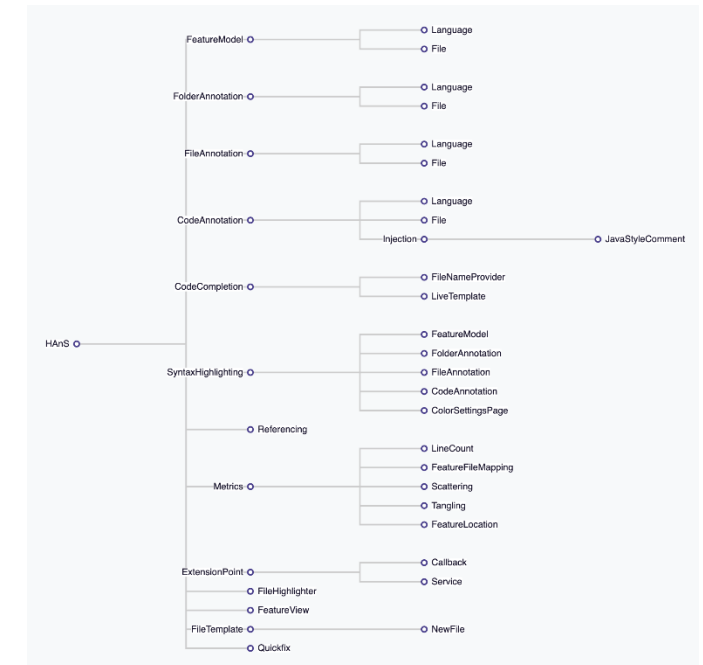 Language
FeatureModel
File
Language
FolderAnnotation
File
Language
FileAnnotation
File
Language
CodeAnnotation
File
Injection
JavaStyleComment
FileNameProvider
CodeCompletion
LiveTemplate
FeatureModel
HAnS
FolderAnnotation
SyntaxHighlighting
FileAnnotation
CodeAnnotation
ColorSettingsPage
Referencing
LineCount
FeatureFileMapping
Metrics
Scattering
Tangling
FeatureLocation
Callback
ExtensionPoint
Service
FileHighlighter
FeatureView
FileTemplate
NewFile
Quickfix